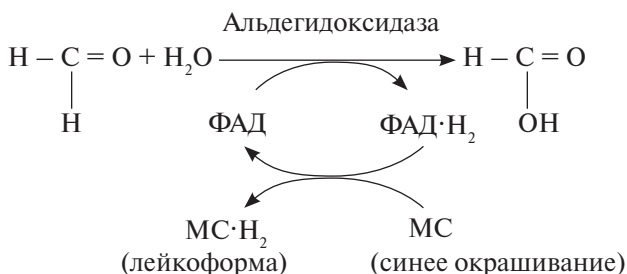 Альдегидоксидаза
H – C = O + H₂O H – C = O
H OH
ФАД ФАД·H₂
МС·H₂ МС
(лейкоформа) (синее окрашивание)